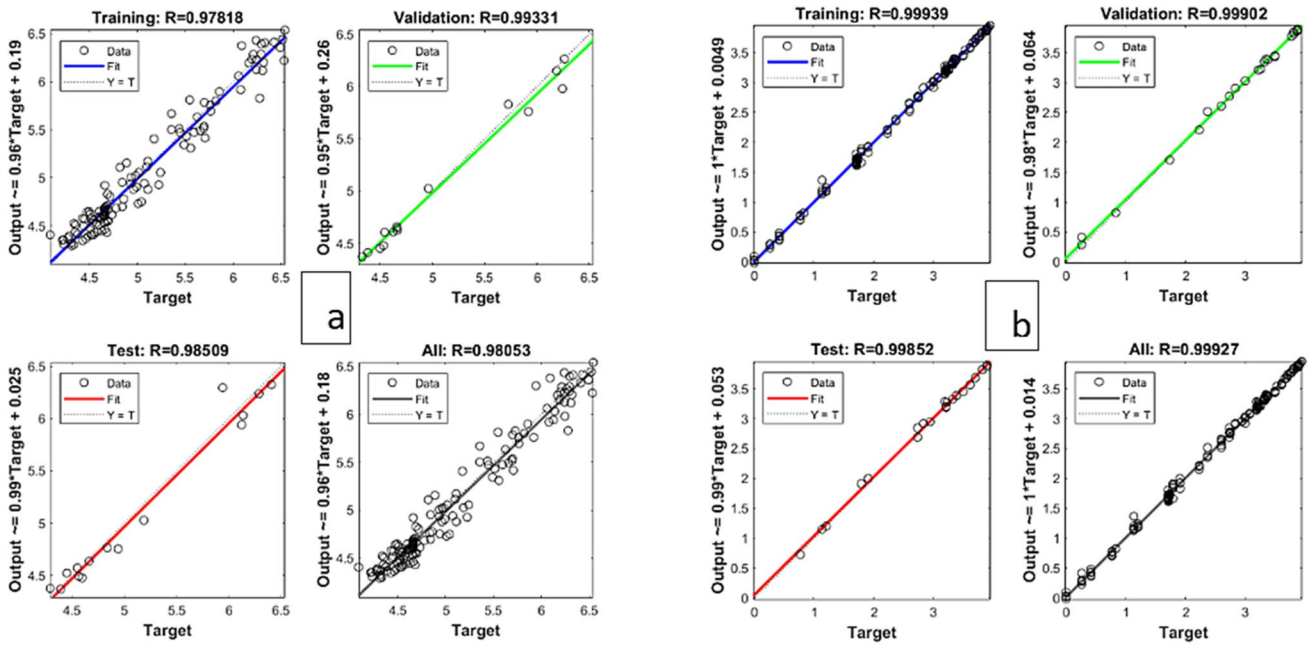 Training: R=0.97818
Output ~= 0.96*Target + 0.19
6.5
6
5.5
5
4.5
Data
Fit
Y = T
4.5
5
5.5
6
6.5
Target
Validation: R=0.99331
Output ~= 0.95*Target + 0.26
6.5
6
5.5
5
4.5
Data
Fit
Y = T
4.5
5
5.5
6
6.5
Target
a
Test: R=0.98509
Output ~= 0.99*Target + 0.025
6.5
6
5.5
5
4.5
Data
Fit
Y = T
4.5
5
5.5
6
6.5
Target
All: R=0.98053
Output ~= 0.96*Target + 0.18
6.5
6
5.5
5
4.5
Data
Fit
Y = T
4.5
5
5.5
6
6.5
Target
Training: R=0.99939
Output ~= 1*Target + 0.0049
3.5
3
2.5
2
1.5
1
0.5
0
Data
Fit
Y = T
0
1
2
3
Target
Validation: R=0.99902
Output ~= 0.98*Target + 0.064
3.5
3
2.5
2
1.5
1
0.5
0
Data
Fit
Y = T
0
1
2
3
Target
b
Test: R=0.99852
Output ~= 0.99*Target + 0.053
3.5
3
2.5
2
1.5
1
0.5
0
Data
Fit
Y = T
0
1
2
3
Target
All: R=0.99927
Output ~= 1*Target + 0.014
3.5
3
2.5
2
1.5
1
0.5
0
Data
Fit
Y = T
0
1
2
3
Target